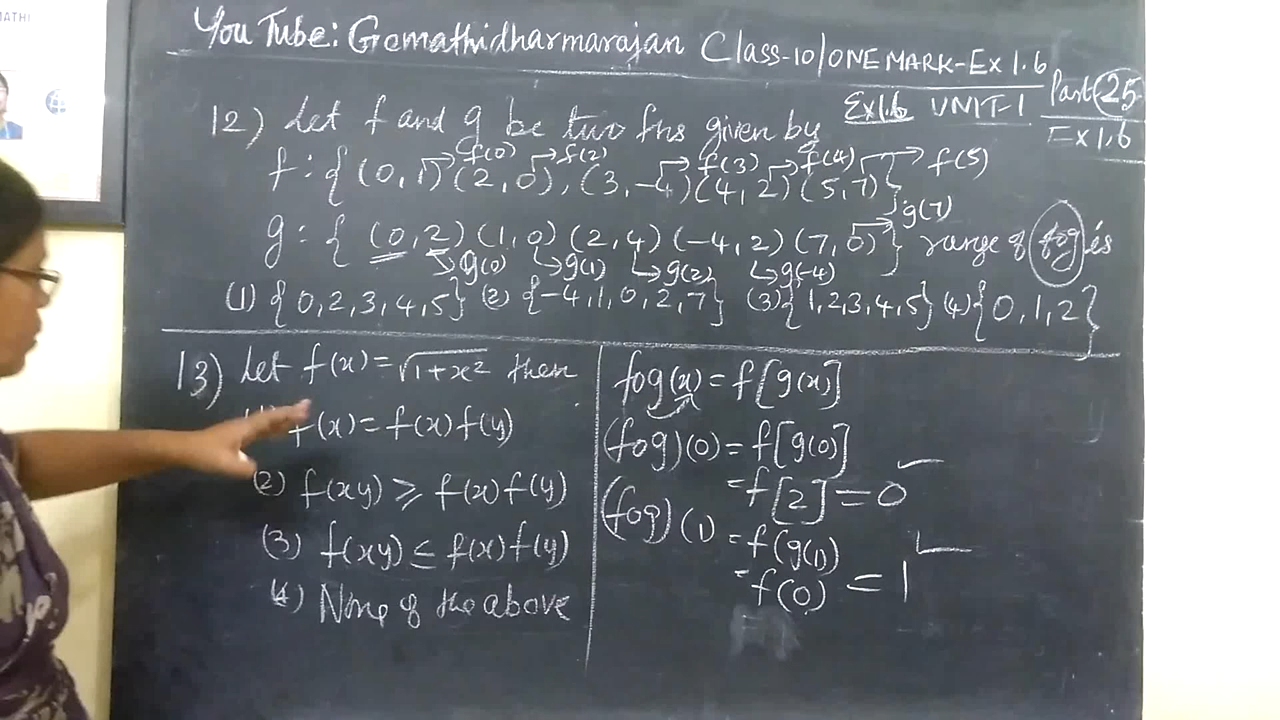 MATHI
YouTube: Gomathidharmarajan Class-10/ONE MARK-Ex 1.6
Ex1.6 UNIT-1 Part-25
Ex1.6
12) Let f and g be two fns given by
f(0) f(2) f(3) f(4) f(5)
f : { (0, 1) (2, 0), (3, -4) (4, 2) (5, 7) }
g(7)
g : { (0, 2) (1, 0) (2, 4) (-4, 2) (7, 0) } range of fog is
g(0) g(1) g(2) g(-4)
(1) {0,2,3,4,5} (2) {-4,1,0,2,7} (3) {1,2,3,4,5} (4) {0,1,2}
13) Let f(x) = √1+x² then
f(x) = f(x) f(y)
(2) f(xy) ≥ f(x) f(y)
(3) f(xy) ≤ f(x) f(y)
(4) None of the above
fog(x) = f[g(x)]
(fog)(0) = f[g(0)]
= f[2] = 0
(fog)(1) = f(g(1))
= f(0) = 1